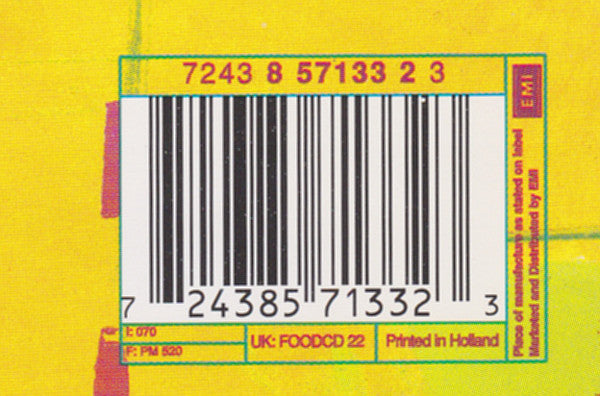 7243 8 57133 2 3
EMI
Place of manufacture as stated on label
Marketed and Distributed by EMI
7 24385 71332 3
I: 070
F: PM 520
UK: FOODCD 22
Printed in Holland